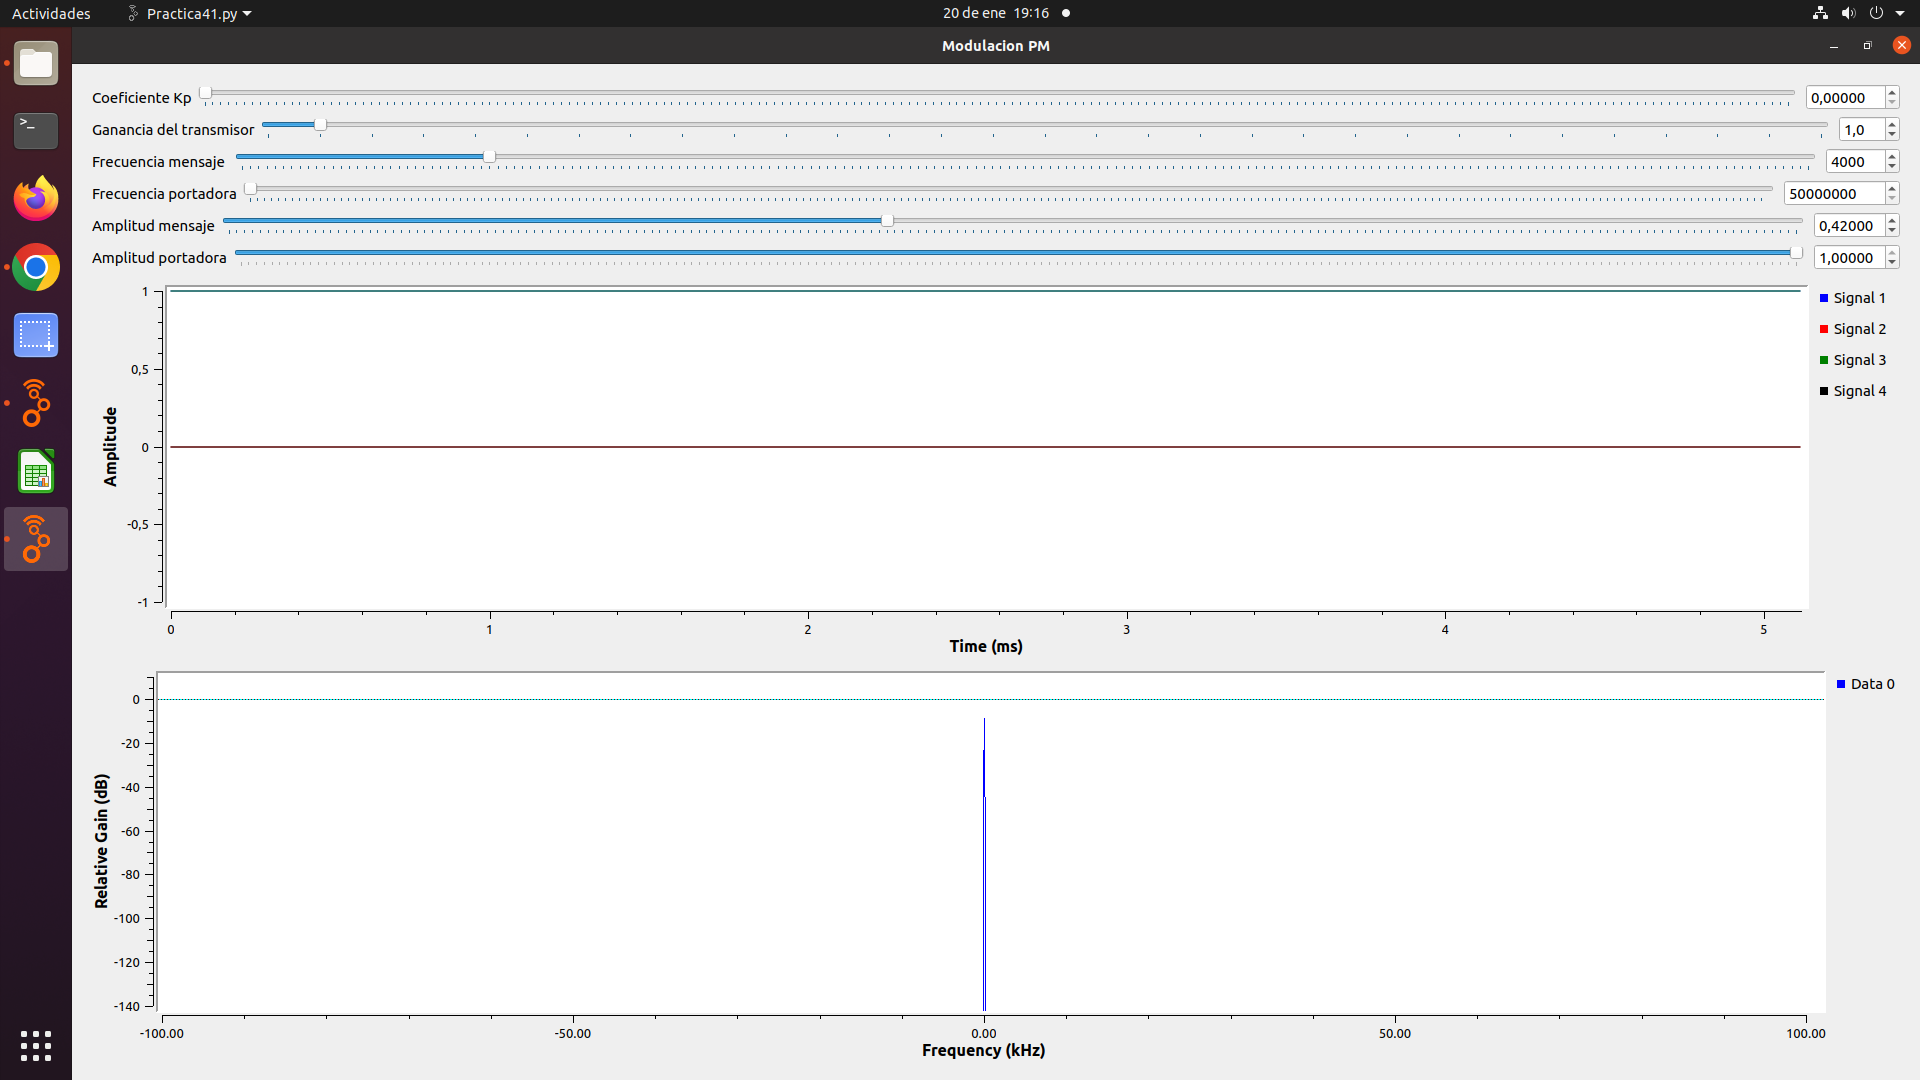 Actividades Practica41.py 20 de ene 19:16
Modulacion PM
Coeficiente Kp 0,00000
Ganancia del transmisor 1,0
Frecuencia mensaje 4000
Frecuencia portadora 50000000
Amplitud mensaje 0,42000
Amplitud portadora 1,00000
1
0,5
0
-0,5
-1
Amplitude
0 1 2 3 4 5
Time (ms)
Signal 1
Signal 2
Signal 3
Signal 4
0
-20
-40
-60
-80
-100
-120
-140
Relative Gain (dB)
-100.00 -50.00 0.00 50.00 100.00
Frequency (kHz)
Data 0